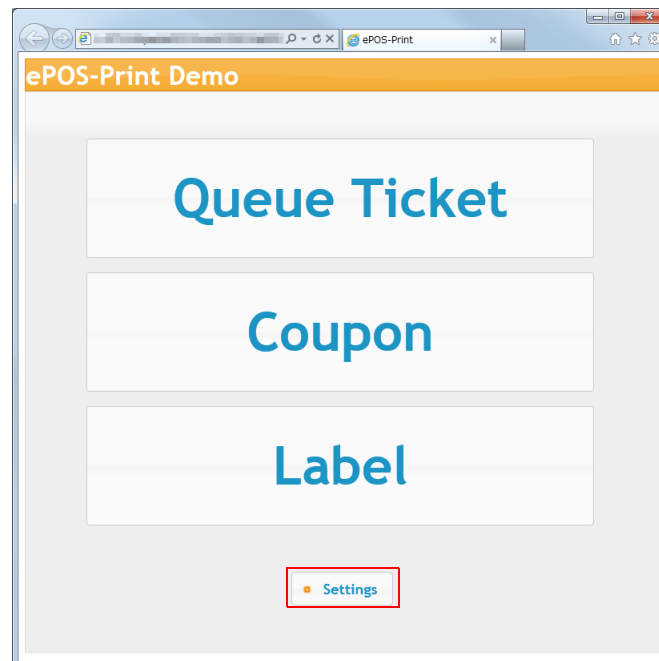 ePOS-Print
ePOS-Print Demo
Queue Ticket
Coupon
Label
Settings